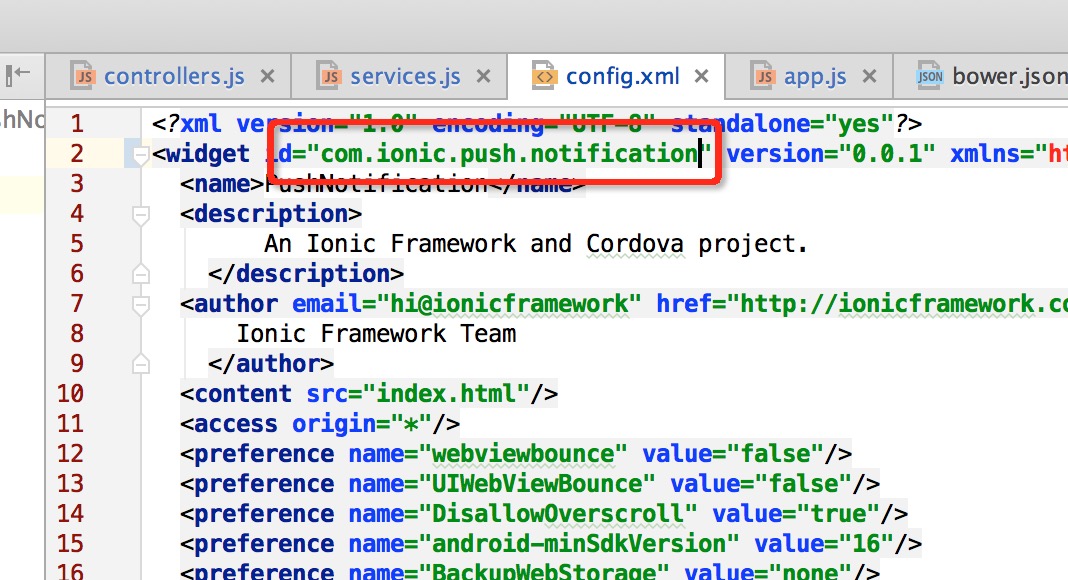 controllers.js services.js config.xml app.js bower.json
1 <?xml version="1.0" encoding="UTF-8" standalone="yes"?>
2 <widget id="com.ionic.push.notification" version="0.0.1" xmlns="ht
3 <name>PushNotification</name>
4 <description>
5 An Ionic Framework and Cordova project.
6 </description>
7 <author email="hi@ionicframework" href="http://ionicframework.co
8 Ionic Framework Team
9 </author>
10 <content src="index.html"/>
11 <access origin="*"/>
12 <preference name="webviewbounce" value="false"/>
13 <preference name="UIWebViewBounce" value="false"/>
14 <preference name="DisallowOverscroll" value="true"/>
15 <preference name="android-minSdkVersion" value="16"/>
16 <preference name="BackupWebStorage" value="none"/>